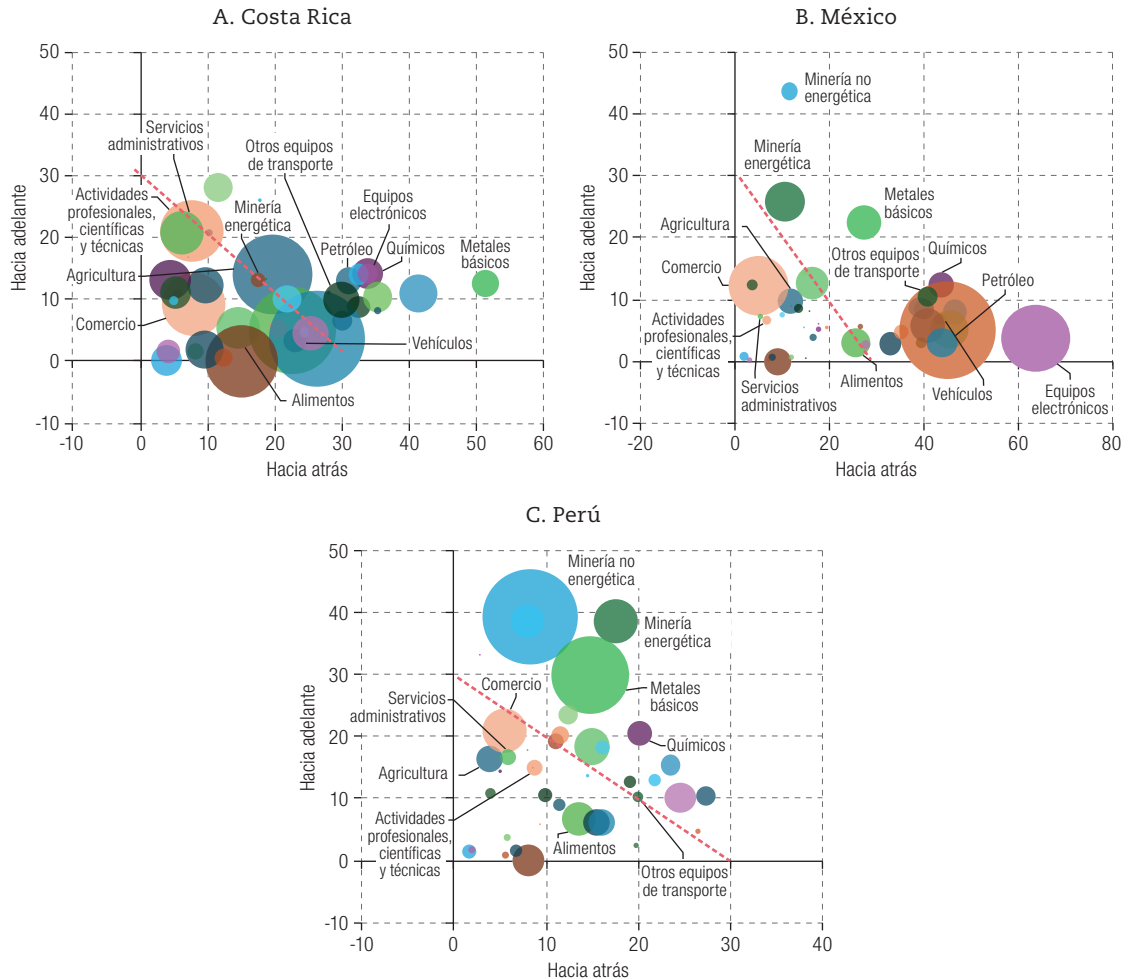 A. Costa Rica
Hacia adelante
50
40
30
20
10
0
-10
Servicios
administrativos
Actividades
profesionales,
científicas
y técnicas
Otros equipos
de transporte
Minería
energética
Equipos
electrónicos
Petróleo
Químicos
Metales
básicos
Agricultura
Comercio
Vehículos
Alimentos
-10
0
10
20
30
40
50
60
Hacia atrás
B. México
Hacia adelante
50
40
30
20
10
0
-10
Minería no
energética
Minería
energética
Metales
básicos
Agricultura
Químicos
Otros equipos
de transporte
Comercio
Petróleo
Actividades
profesionales,
científicas
y técnicas
Servicios
administrativos
Alimentos
Vehículos
Equipos
electrónicos
-20
0
20
40
60
80
Hacia atrás
C. Perú
Hacia adelante
50
40
30
20
10
0
-10
Minería no
energética
Minería
energética
Comercio
Servicios
administrativos
Metales
básicos
Químicos
Agricultura
Actividades
profesionales,
científicas
y técnicas
Alimentos
Otros equipos
de transporte
-10
0
10
20
30
40
Hacia atrás